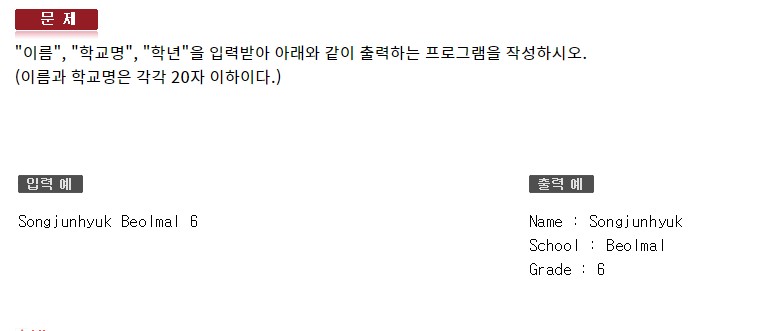 문 제
"이름", "학교명", "학년"을 입력받아 아래와 같이 출력하는 프로그램을 작성하시오.
(이름과 학교명은 각각 20자 이하이다.)
입력 예
Songjunhyuk Beolmal 6
출력 예
Name : Songjunhyuk
School : Beolmal
Grade : 6